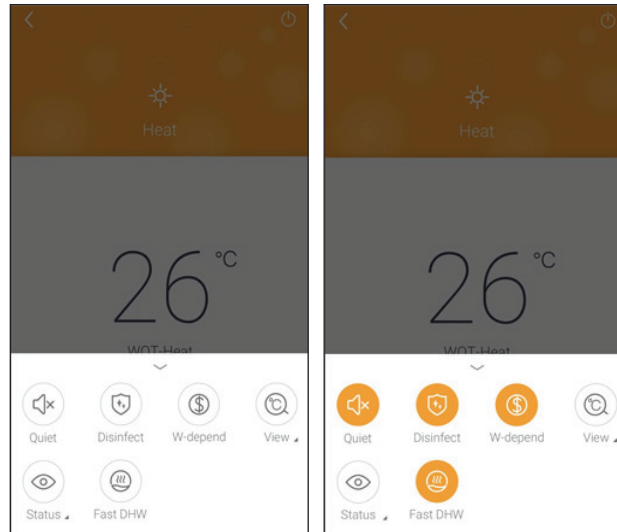 Heat
26 °C
WOT-Heat
Quiet
Disinfect
W-depend
View
Status
Fast DHW
Heat
26 °C
WOT-Heat
Quiet
Disinfect
W-depend
View
Status
Fast DHW